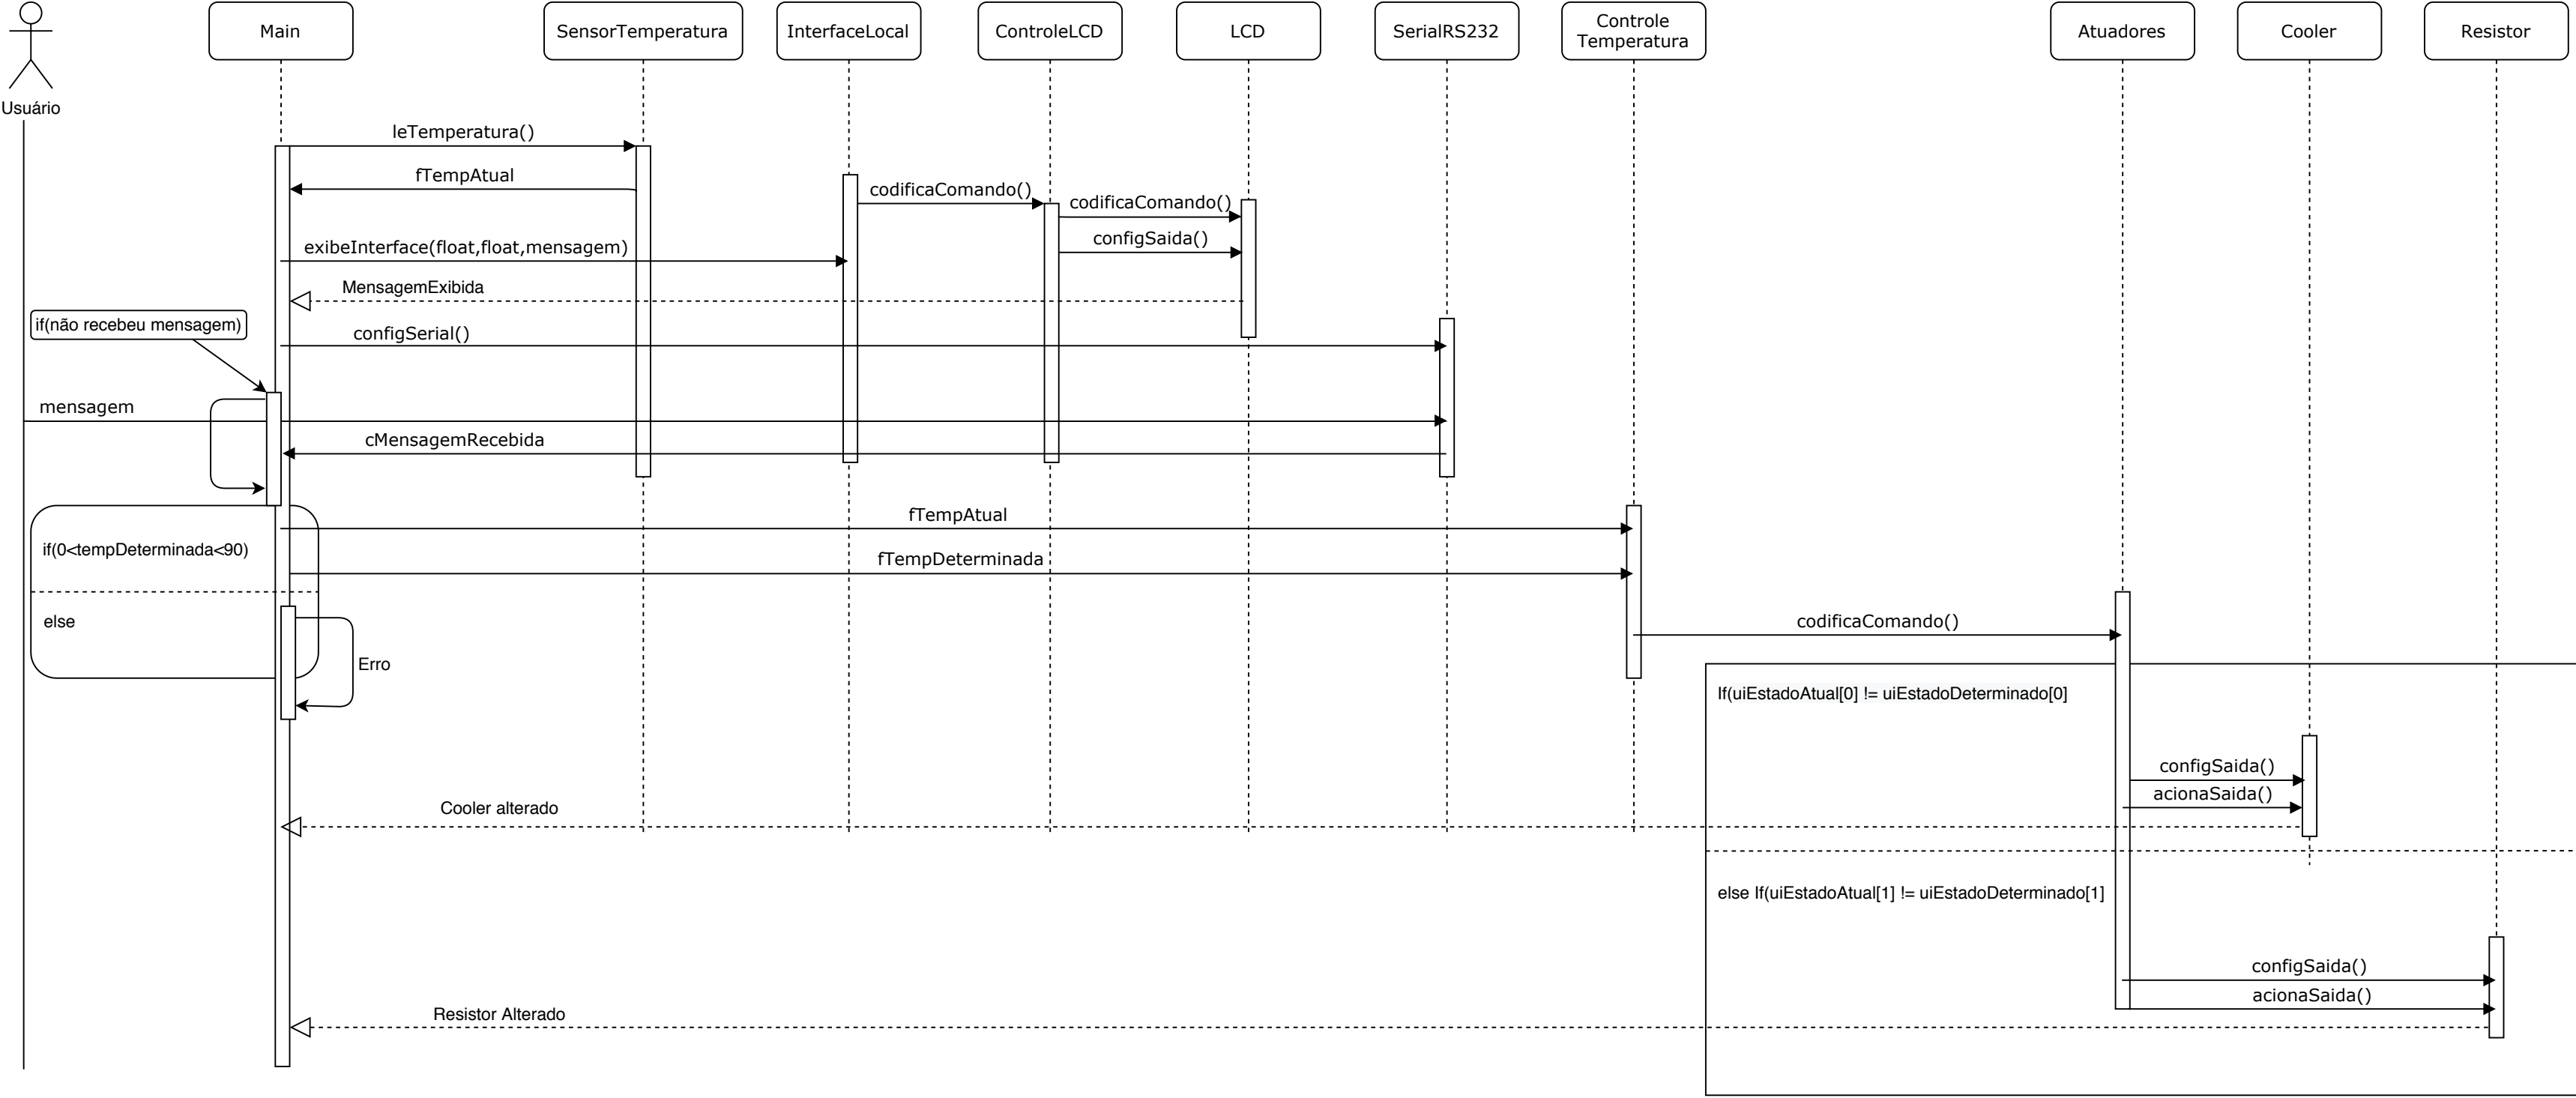 Usuário
Main
SensorTemperatura
InterfaceLocal
ControleLCD
LCD
SerialRS232
Controle
Temperatura
Atuadores
Cooler
Resistor
leTemperatura()
fTempAtual
codificaComando()
codificaComando()
configSaida()
exibeInterface(float,float,mensagem)
MensagemExibida
if(não recebeu mensagem)
configSerial()
mensagem
cMensagemRecebida
fTempAtual
if(0<tempDeterminada<90)
fTempDeterminada
else
codificaComando()
Erro
If(uiEstadoAtual[0] != uiEstadoDeterminado[0]
configSaida()
acionaSaida()
Cooler alterado
else If(uiEstadoAtual[1] != uiEstadoDeterminado[1]
configSaida()
acionaSaida()
Resistor Alterado